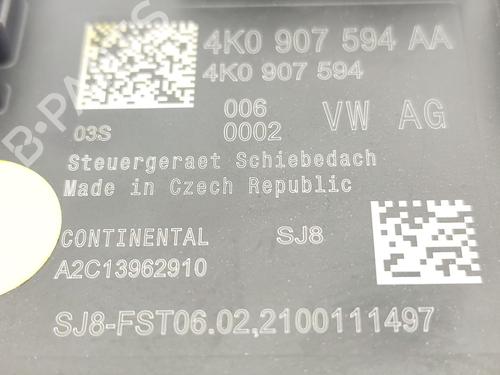 4K0 907 594 AA
4K0 907 594
006
03S 0002 VW AG
Steuergeraet Schiebedach
Made in Czech Republic
CONTINENTAL SJ8
A2C13962910
SJ8-FST06.02,2100111497